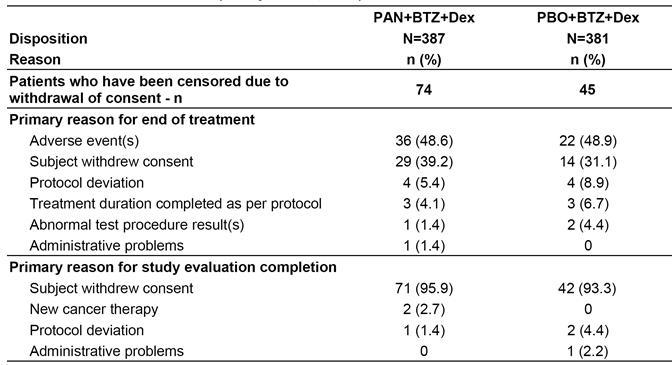 PAN+BTZ+Dex PBO+BTZ+Dex
Disposition N=387 N=381
Reason n (%) n (%)
Patients who have been censored due to
withdrawal of consent - n 74 45
Primary reason for end of treatment
Adverse event(s) 36 (48.6) 22 (48.9)
Subject withdrew consent 29 (39.2) 14 (31.1)
Protocol deviation 4 (5.4) 4 (8.9)
Treatment duration completed as per protocol 3 (4.1) 3 (6.7)
Abnormal test procedure result(s) 1 (1.4) 2 (4.4)
Administrative problems 1 (1.4) 0
Primary reason for study evaluation completion
Subject withdrew consent 71 (95.9) 42 (93.3)
New cancer therapy 2 (2.7) 0
Protocol deviation 1 (1.4) 2 (4.4)
Administrative problems 0 1 (2.2)